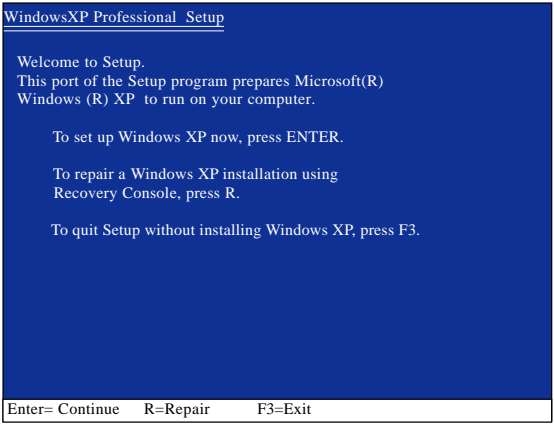 WindowsXP Professional Setup
Welcome to Setup.
This port of the Setup program prepares Microsoft(R)
Windows (R) XP to run on your computer.
To set up Windows XP now, press ENTER.
To repair a Windows XP installation using
Recovery Console, press R.
To quit Setup without installing Windows XP, press F3.
Enter= Continue R=Repair F3=Exit